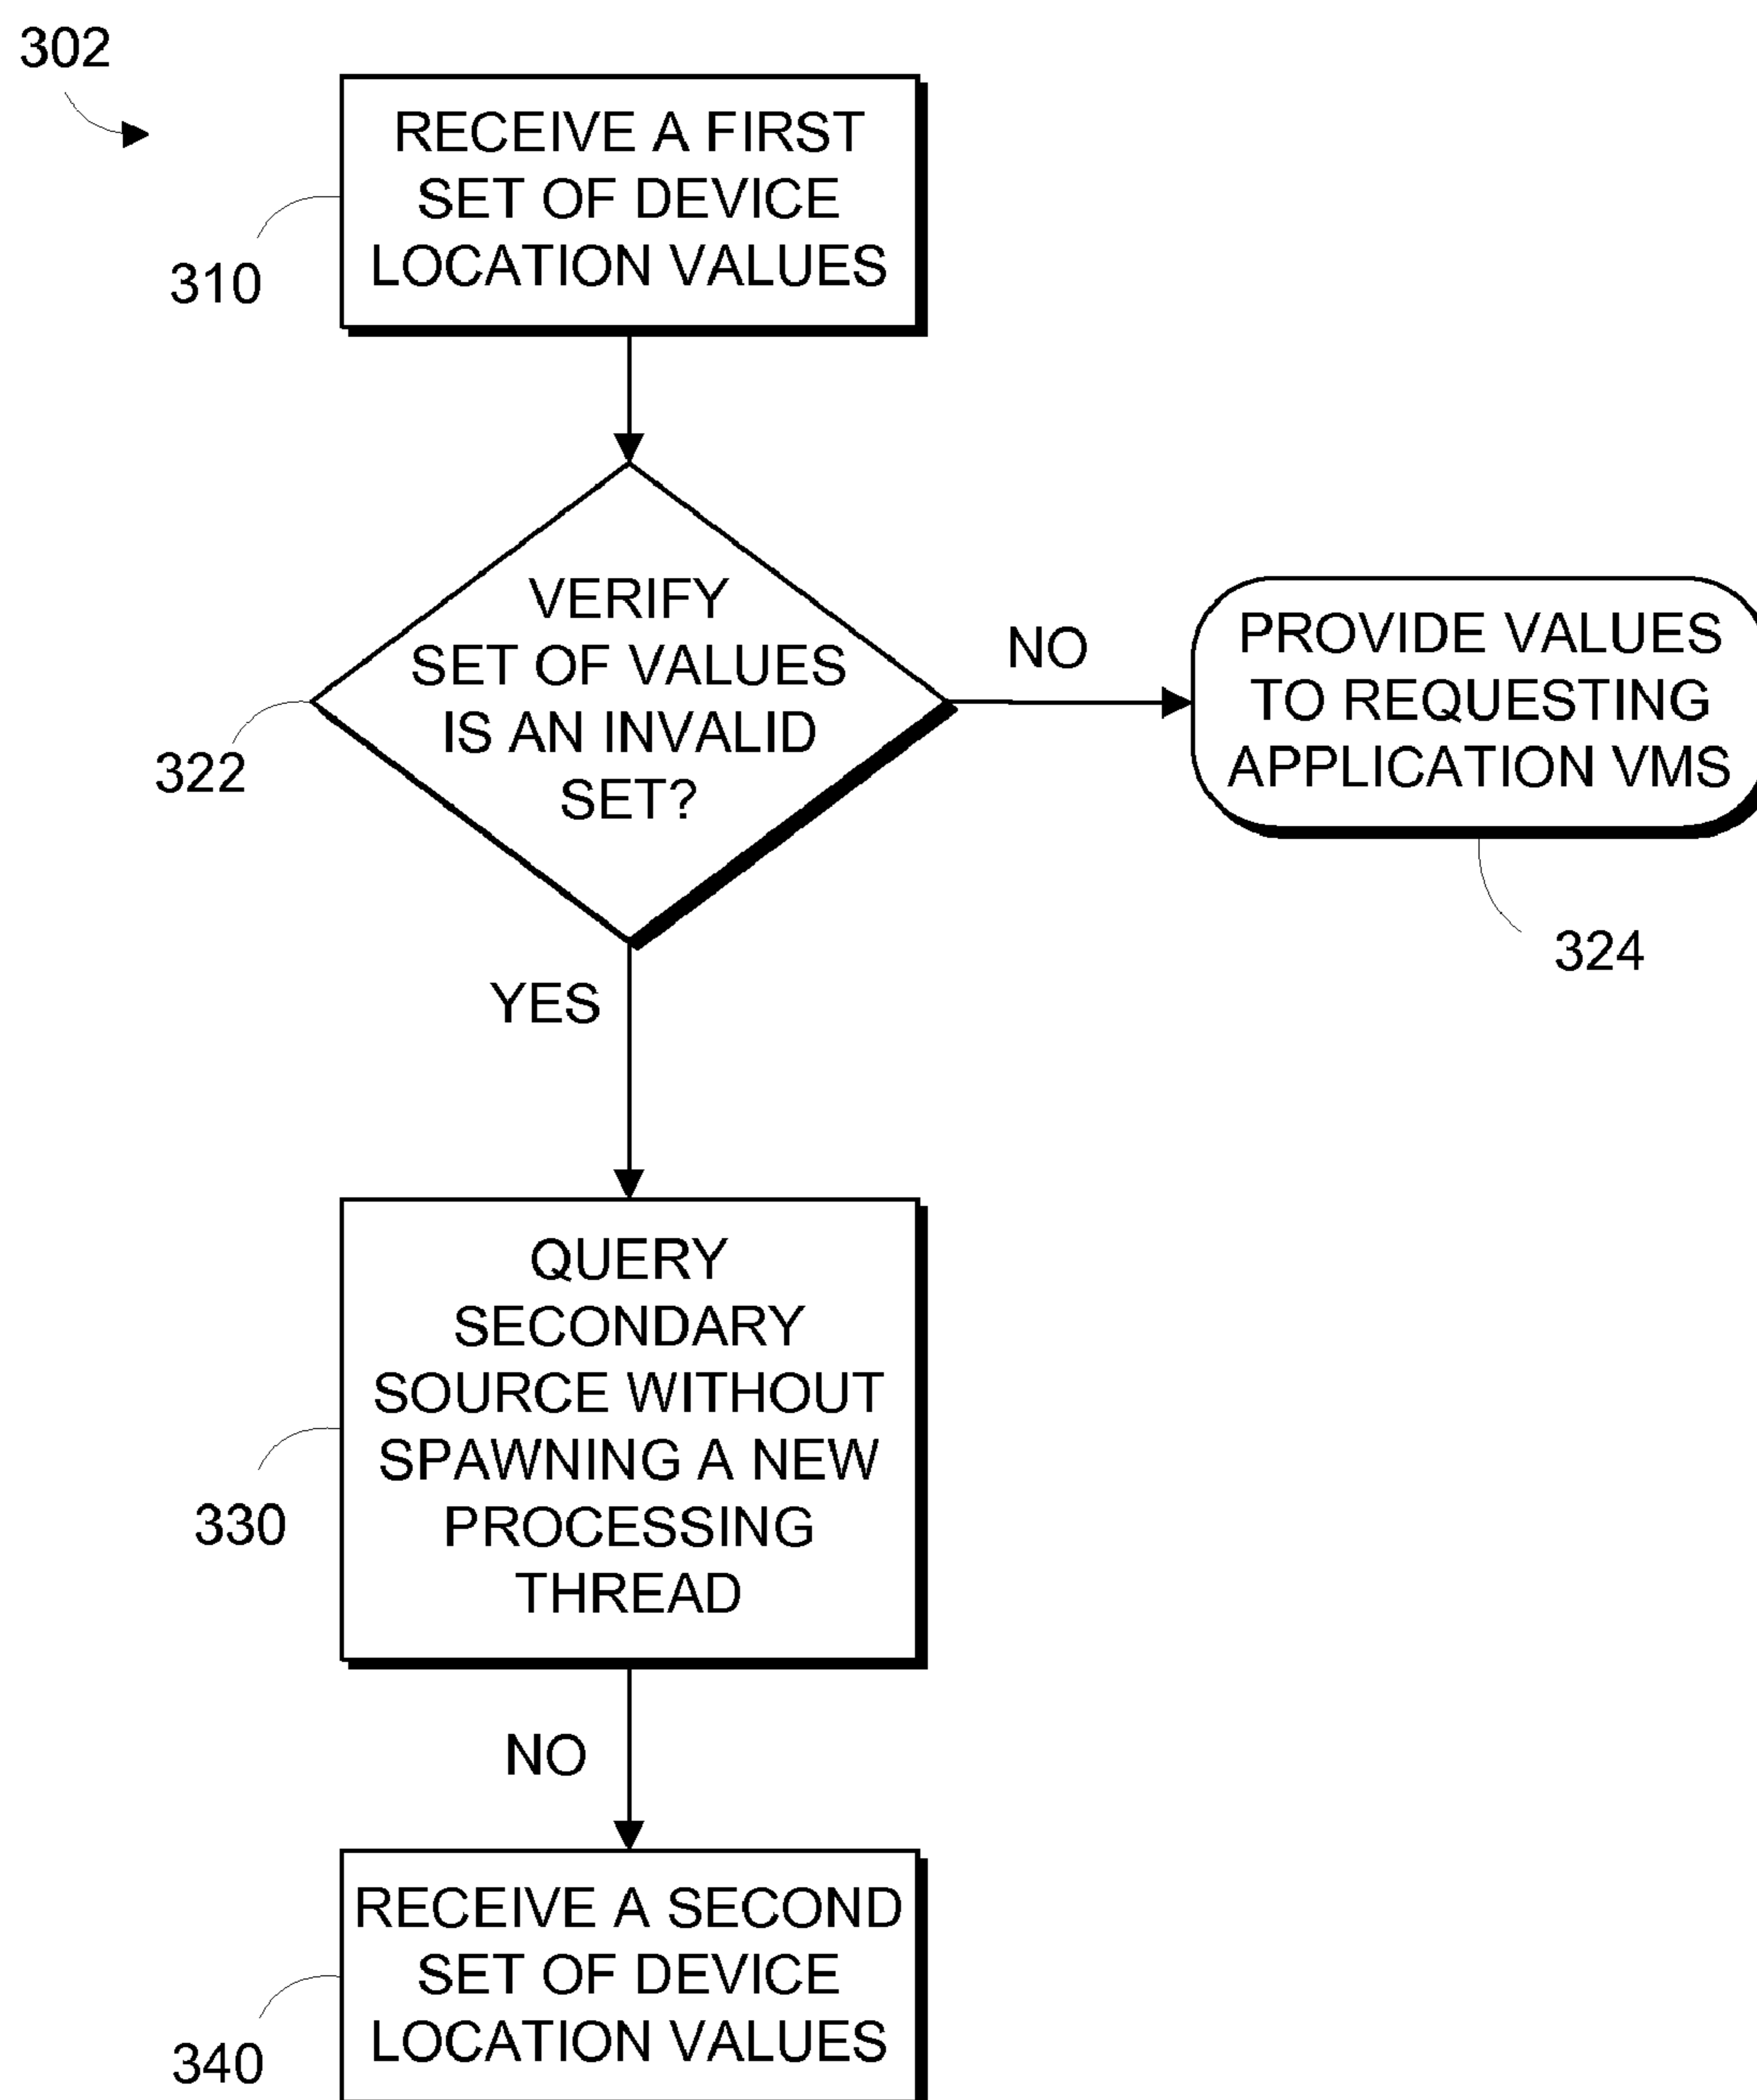 302
RECEIVE A FIRST
SET OF DEVICE
LOCATION VALUES
310
VERIFY
SET OF VALUES
IS AN INVALID
SET?
322
NO
PROVIDE VALUES
TO REQUESTING
APPLICATION VMS
324
YES
QUERY
SECONDARY
SOURCE WITHOUT
SPAWNING A NEW
PROCESSING
THREAD
330
NO
RECEIVE A SECOND
SET OF DEVICE
LOCATION VALUES
340